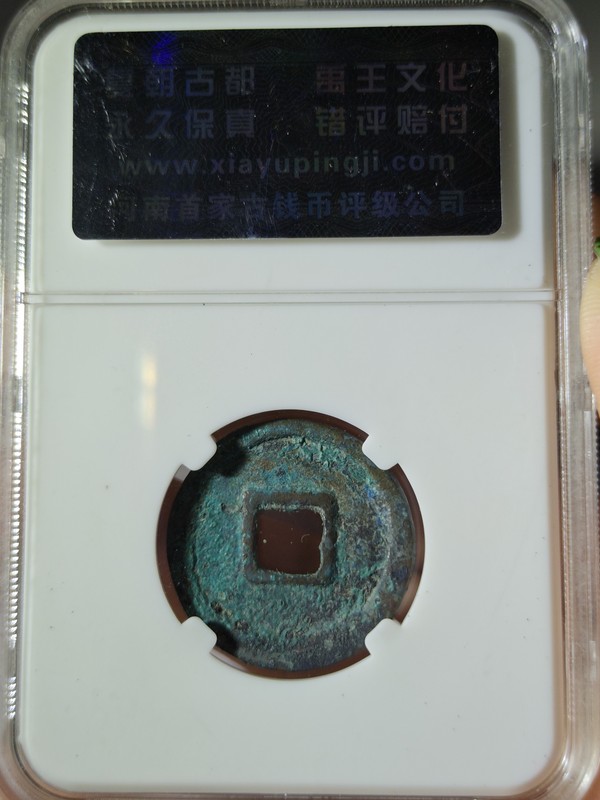 夏朝古都 禹王文化
永久保真 错评赔付
www.xiayupingji.com
河南首家古钱币评级公司